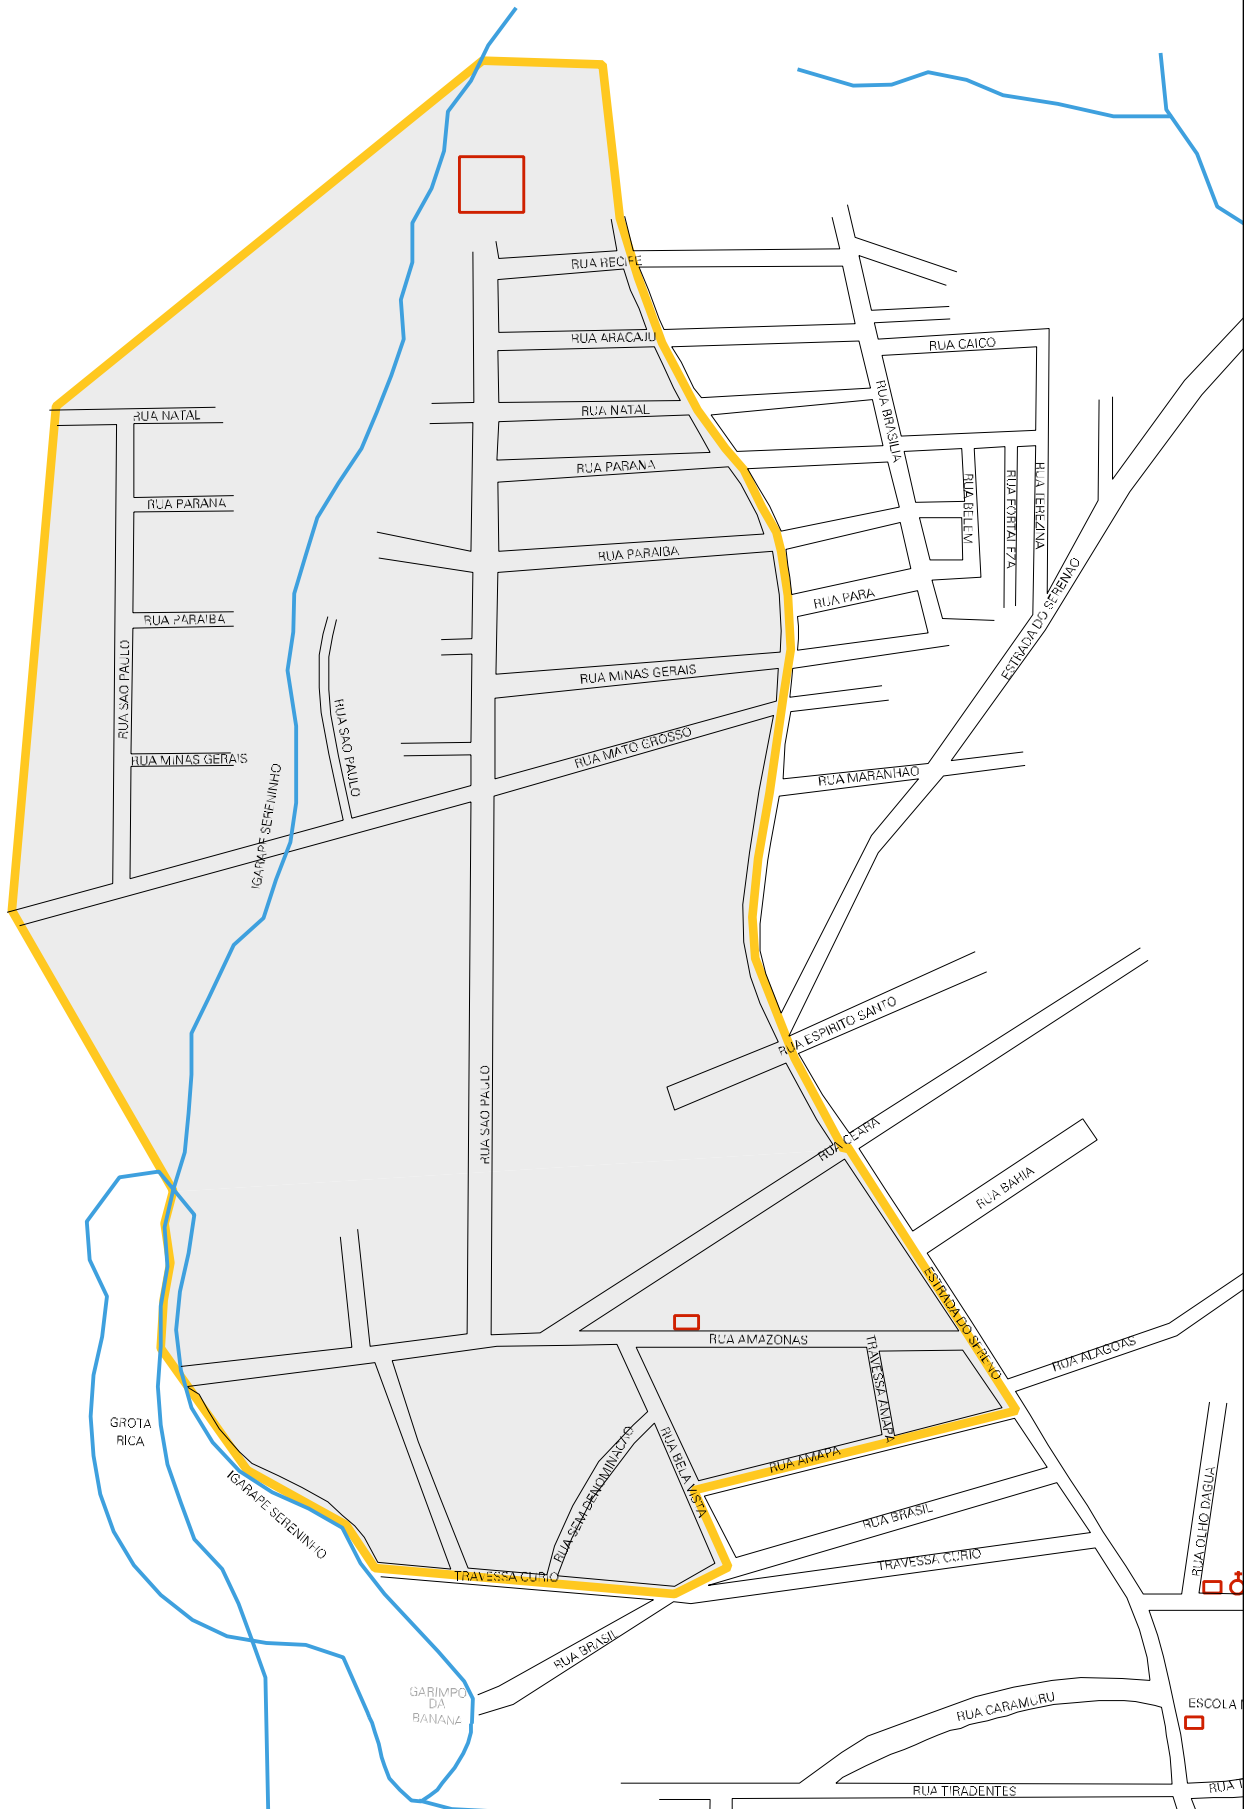 RUA RECIFE
RUA ARACAJU
RUA CAICO
RUA NATAL
RUA NATAL
RUA BRASILIA
RUA PARANA
RUA PARANA
RUA BELEM
RUA FORTALEZA
RUA TEREZINA
RUA PARAIBA
RUA PARA
RUA PARAIBA
ESTRADA DO SERENAO
RUA SAO PAULO
RUA MINAS GERAIS
RUA SAO PAULO
RUA MATO GROSSO
RUA MINAS GERAIS
RUA MARANHAO
IGARAPE SERENINHO
RUA ESPIRITO SANTO
RUA SAO PAULO
RUA CEARA
RUA BAHIA
ESTRADA DO SERENO
RUA AMAZONAS
TRAVESSA AMAPA
RUA ALAGOAS
GROTA
RICA
RUA SEM DENOMINACAO
RUA BELA VISTA
RUA AMAPA
IGARAPE SERENINHO
RUA BRASIL
RUA OLHO DAGUA
TRAVESSA CURIO
TRAVESSA CURIO
RUA BRASIL
GARIMPO
DA
BANANA
RUA CARAMURU
ESCOLA
RUA TIRADENTES
RUA